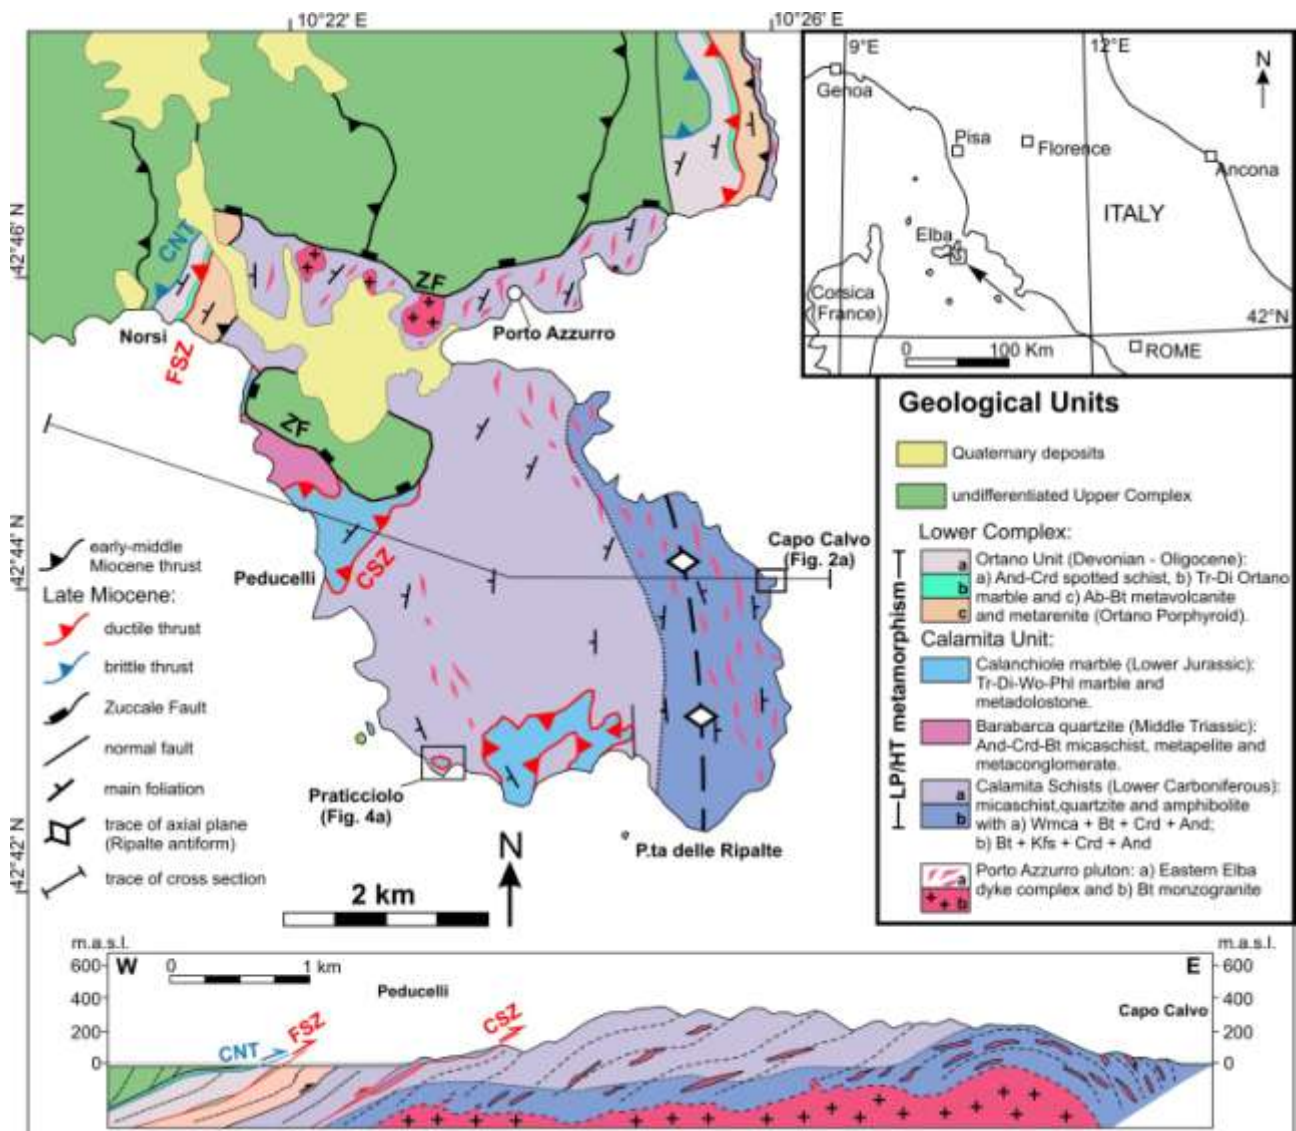 10°22' E
10°26' E
42°46' N
42°44' N
42°42' N
CNT
FSZ
Norsi
ZF
Porto Azzurro
ZF
Peducelli
CSZ
Capo Calvo
(Fig. 2a)
Praticciolo
(Fig. 4a)
P.ta delle Ripalte
N
2 km
early-middle
Miocene thrust
Late Miocene:
ductile thrust
brittle thrust
Zuccale Fault
normal fault
main foliation
trace of axial plane
(Ripalte antiform)
trace of cross section
9°E
12°E
N
Genoa
Pisa
Florence
Ancona
ITALY
Elba
Corsica
(France)
42°N
0 100 Km
ROME
Geological Units
Quaternary deposits
undifferentiated Upper Complex
Lower Complex:
LP/HT metamorphism
a Ortano Unit (Devonian - Oligocene):
b a) And-Crd spotted schist, b) Tr-Di Ortano
marble and c) Ab-Bt metavolcanite
c and metarenite (Ortano Porphyroid).
Calamita Unit:
Calanchiole marble (Lower Jurassic):
Tr-Di-Wo-Phl marble and
metadolostone.
Barabarca quartzite (Middle Triassic):
And-Crd-Bt micaschist, metapelite and
metaconglomerate.
a Calamita Schists (Lower Carboniferous):
micaschist,quartzite and amphibolite
b with a) Wmca + Bt + Crd + And;
b) Bt + Kfs + Crd + And
a Porto Azzurro pluton: a) Eastern Elba
b dyke complex and b) Bt monzogranite
m.a.s.l.
m.a.s.l.
600
400
200
0
W
0 1 km
Peducelli
CNT
FSZ
CSZ
E
Capo Calvo
600
400
200
0